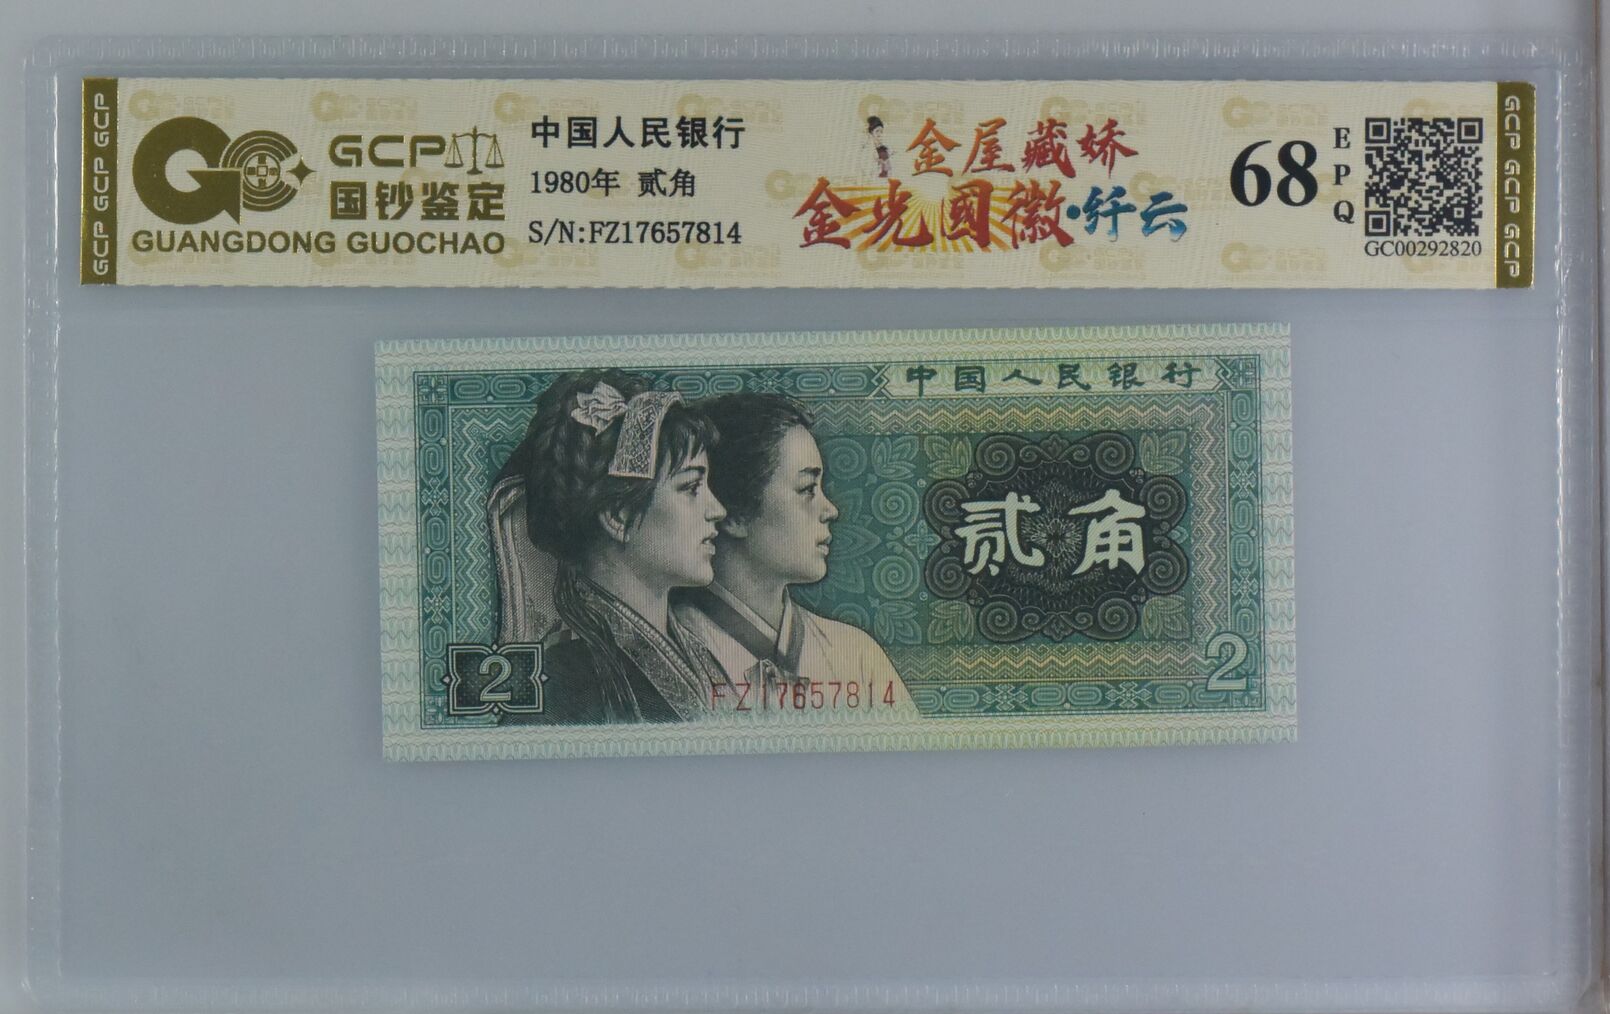 GCP GCP GCP
GCP
国钞鉴定
GUANGDONG GUOCHAO
中国人民银行
1980年 贰角
S/N:FZ17657814
金屋藏娇
金光國徽·纤云
68
EPQ
GC00292820
GCP GCP GCP
中国人民银行
贰角
2
2
FZ17657814